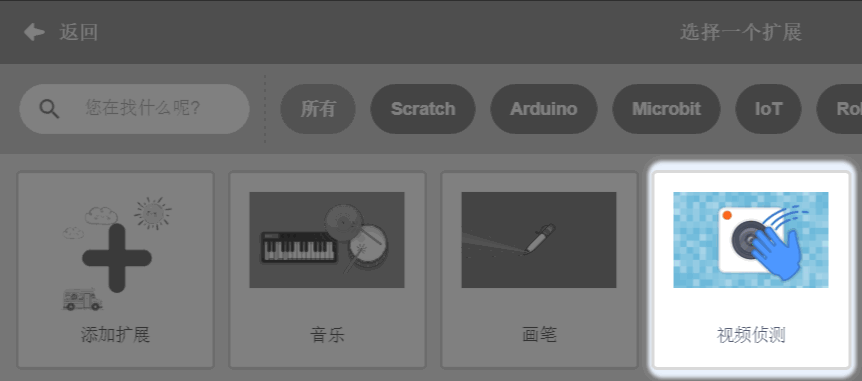 返回
选择一个扩展
您在找什么呢?
所有
Scratch
Arduino
Microbit
IoT
添加扩展
音乐
画笔
视频侦测